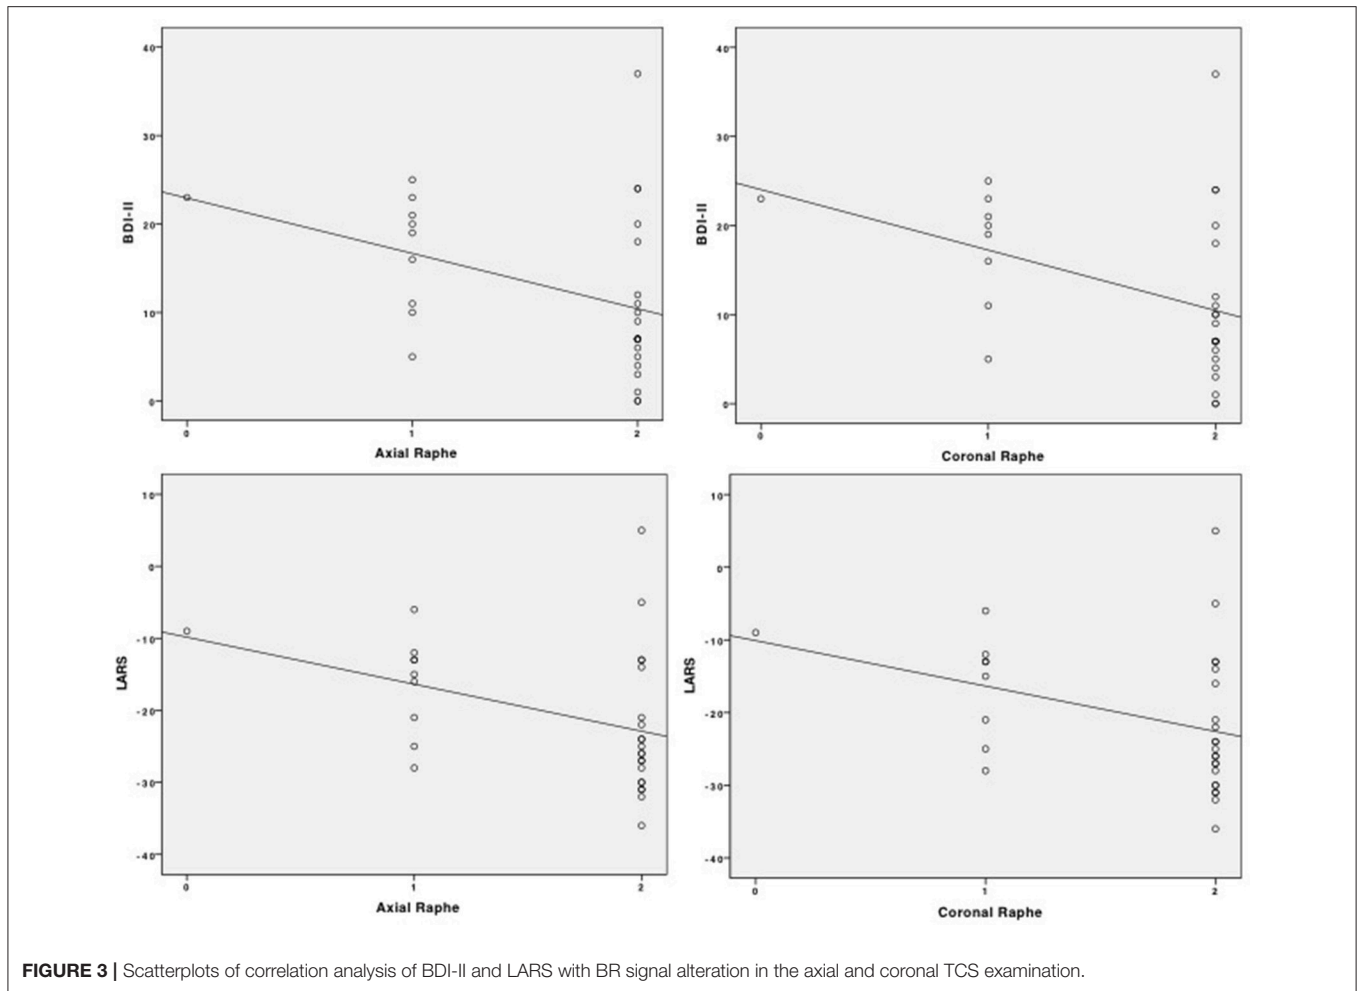 40
30
20
10
0
BDI-II
0 1 2
Axial Raphe
40
30
20
10
0
BDI-II
0 1 2
Coronal Raphe
10
0
-10
-20
-30
-40
LARS
0 1 2
Axial Raphe
10
0
-10
-20
-30
-40
LARS
0 1 2
Coronal Raphe
FIGURE 3 | Scatterplots of correlation analysis of BDI-II and LARS with BR signal alteration in the axial and coronal TCS examination.